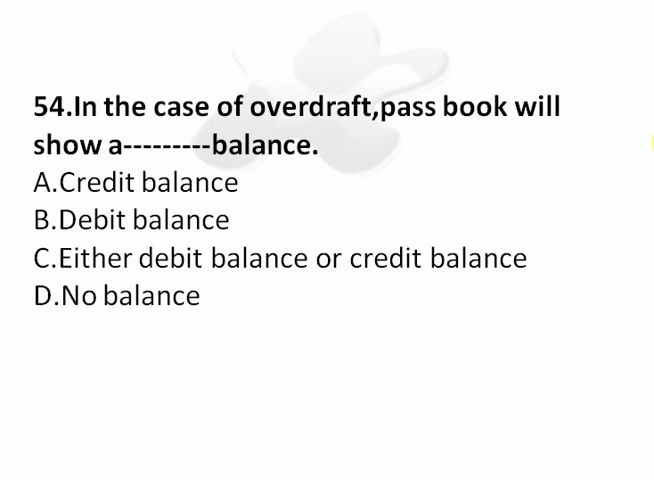 54.In the case of overdraft,pass book will
show a---------balance.
A.Credit balance
B.Debit balance
C.Either debit balance or credit balance
D.No balance